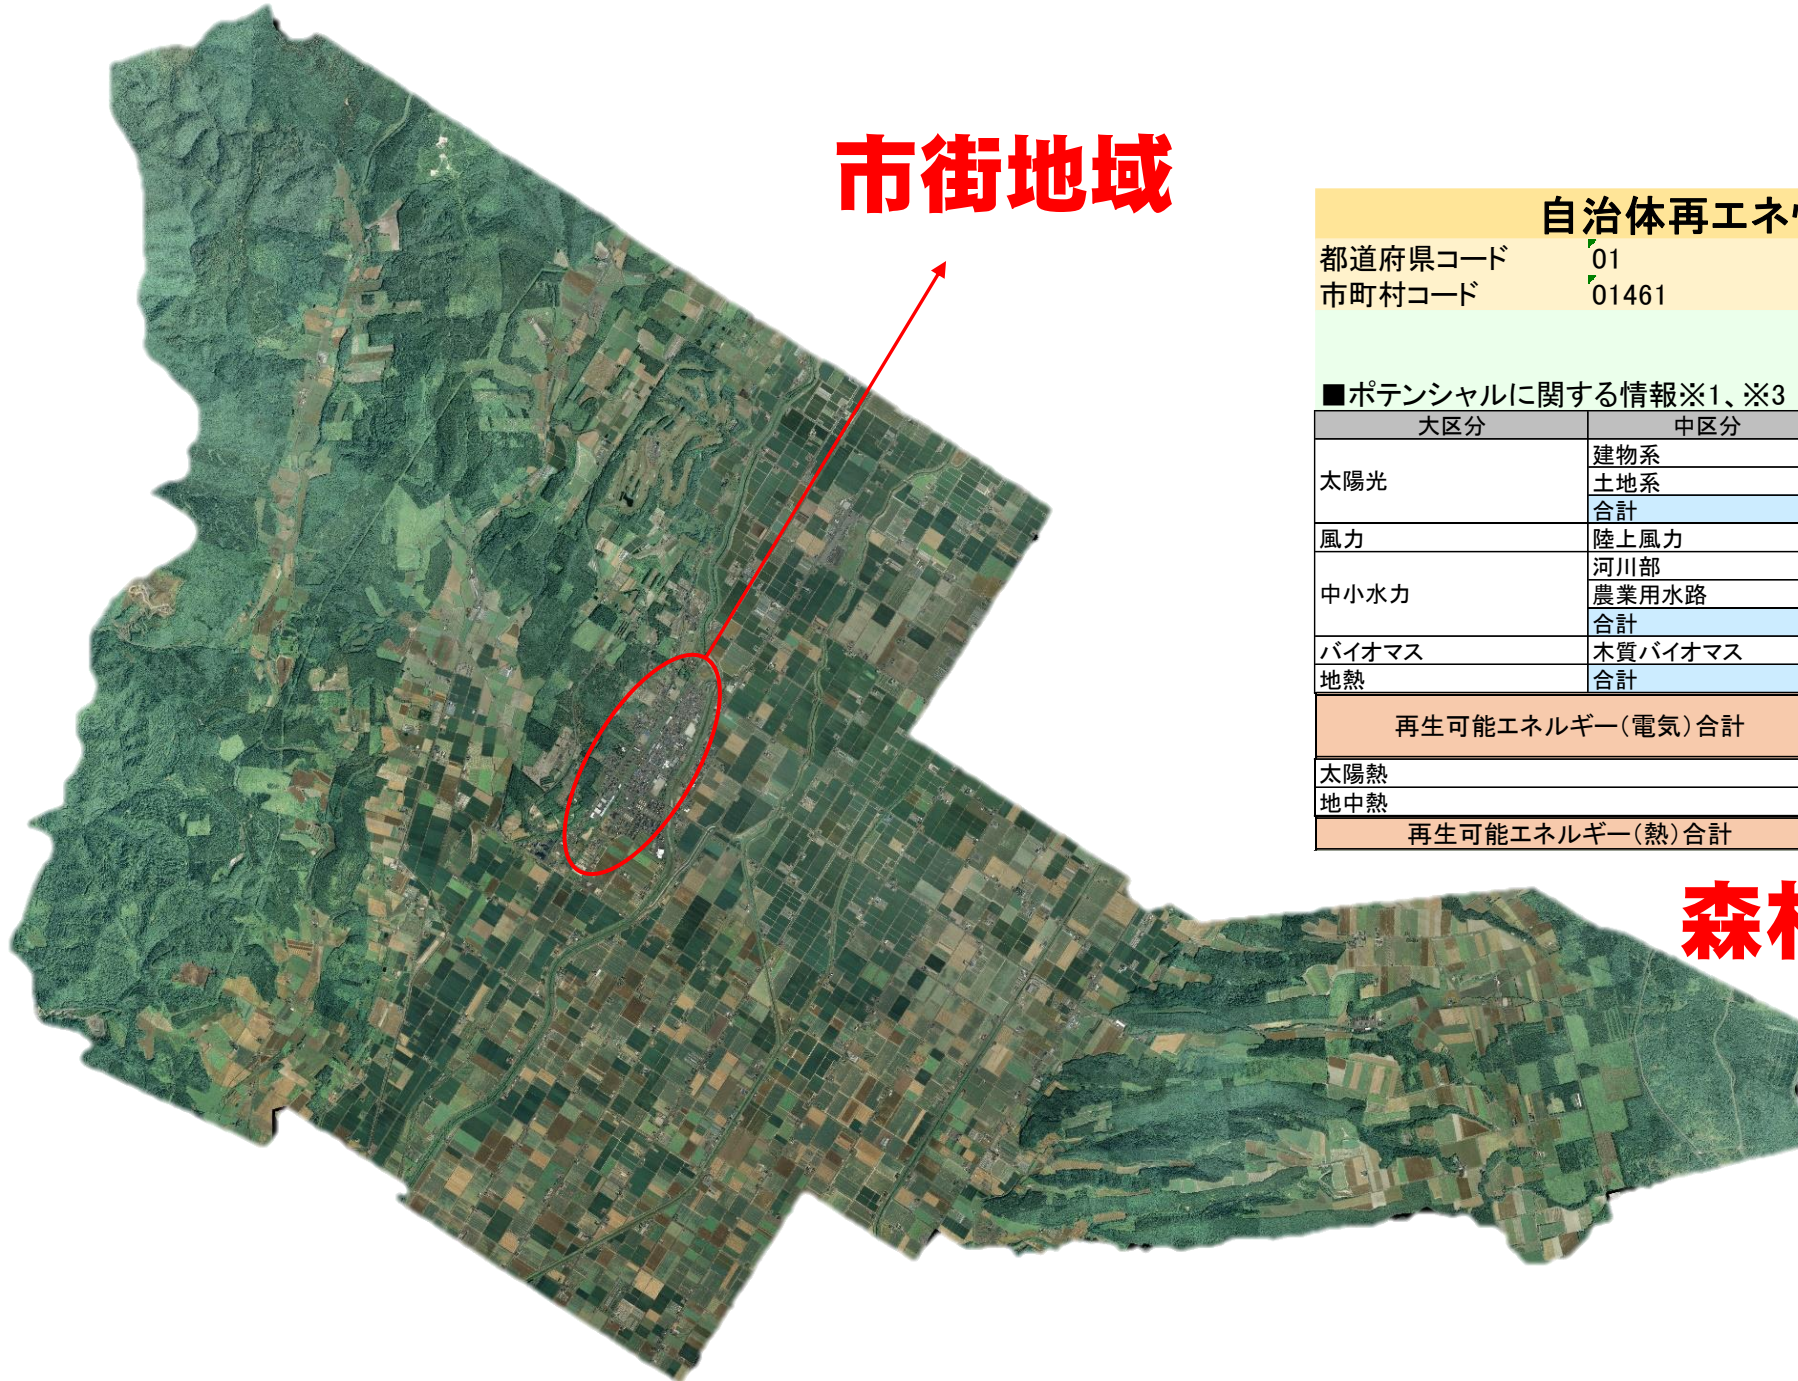 市街地域
自治体再エネ
都道府県コード 01
市町村コード 01461
■ポテンシャルに関する情報※1、※3
大区分 中区分
太陽光 建物系
土地系
合計
風力 陸上風力
中小水力 河川部
農業用水路
合計
バイオマス 木質バイオマス
地熱 合計
再生可能エネルギー(電気)合計
太陽熱
地中熱
再生可能エネルギー(熱)合計
森